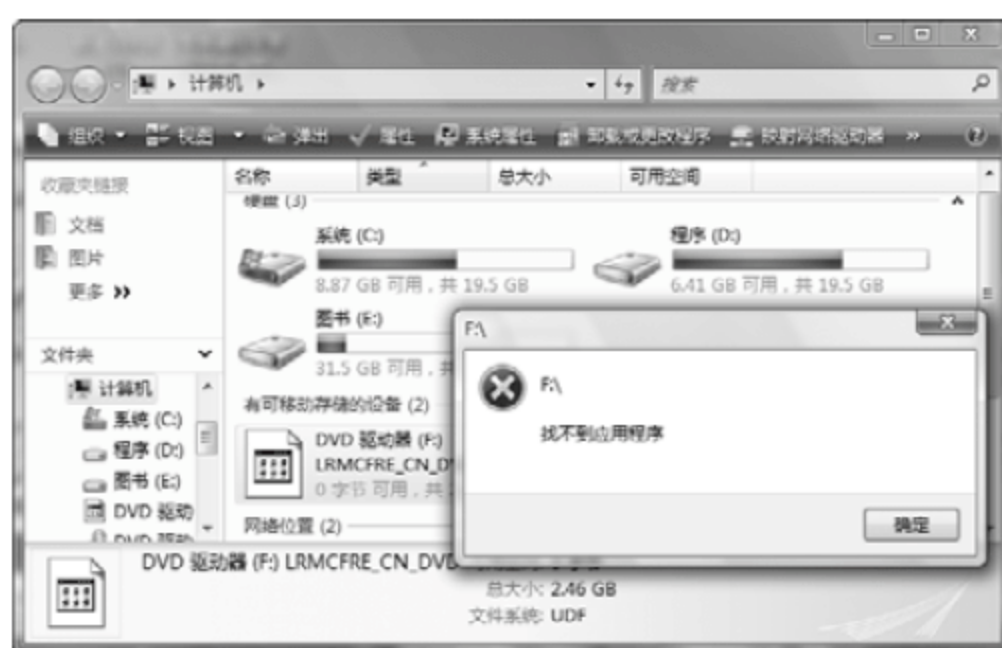 计算机
搜索
组织 视图 弹出 属性 系统属性 卸载或更改程序 映射网络驱动器 »
收藏夹链接
文档
图片
更多 »
文件夹
计算机
系统 (C:)
程序 (D:)
图书 (E:)
DVD 驱动
DVD 驱动
名称 类型 总大小 可用空间
硬盘 (3)
系统 (C:)
8.87 GB 可用，共 19.5 GB
程序 (D:)
6.41 GB 可用，共 19.5 GB
图书 (E:)
31.5 GB 可用，共
有可移动存储的设备 (2)
DVD 驱动器 (F:)
LRMCFRE_CN_D
0 字节 可用，共
网络位置 (2)
F:\
F:\
找不到应用程序
确定
DVD 驱动器 (F:) LRMCFRE_CN_DVD
总大小: 2.46 GB
文件系统: UDF